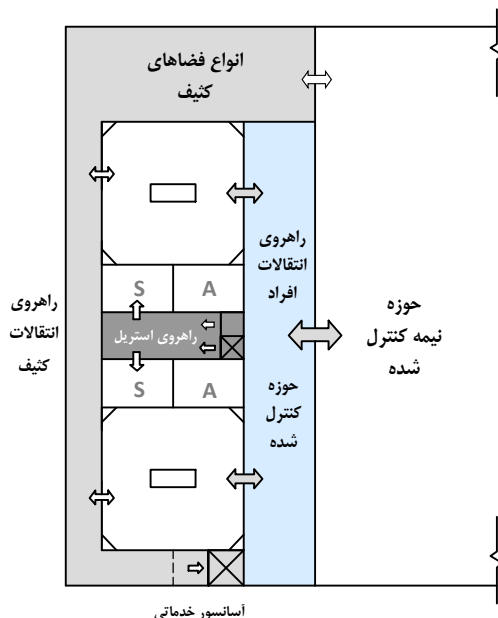 انواع فضاهای
کثیف
راهروی
انتقالات
افراد
حوزه
کنترل
شده
حوزه
نیمه کنترل
شده
راهروی
انتقالات
کثیف
S
A
راهروی استریل
S
A
آسانسور خدماتی